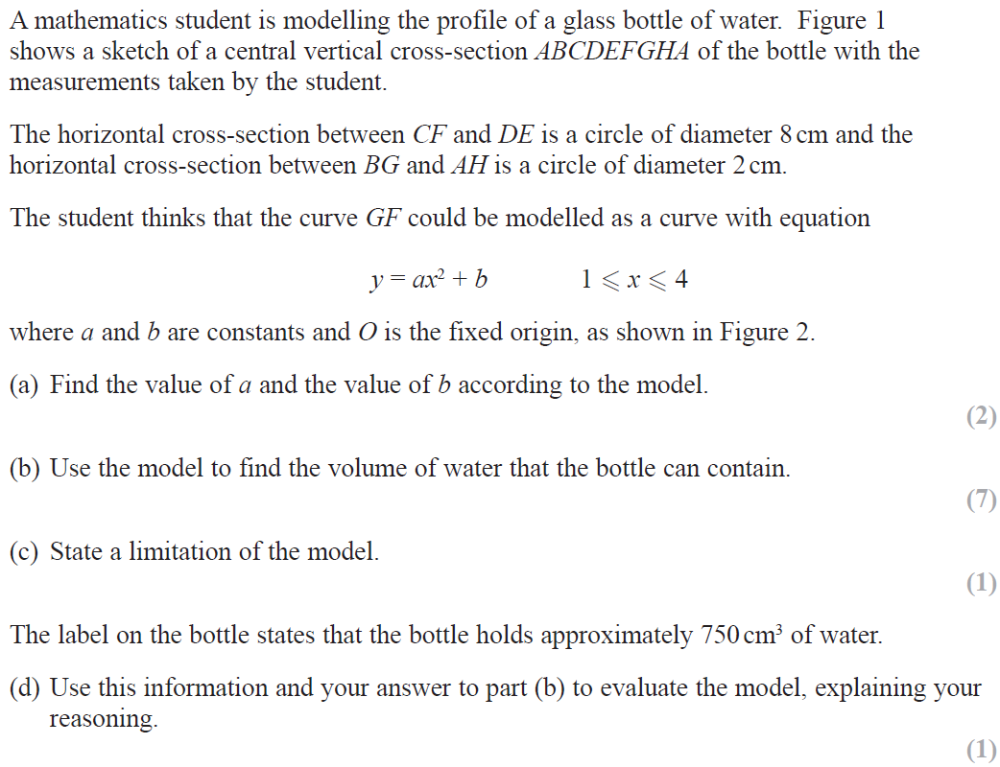 A mathematics student is modelling the profile of a glass bottle of water. Figure 1
shows a sketch of a central vertical cross-section ABCDEFGHA of the bottle with the
measurements taken by the student.
The horizontal cross-section between CF and DE is a circle of diameter 8 cm and the
horizontal cross-section between BG and AH is a circle of diameter 2 cm.
The student thinks that the curve GF could be modelled as a curve with equation
y = ax² + b 1 ⩽ x ⩽ 4
where a and b are constants and O is the fixed origin, as shown in Figure 2.
(a) Find the value of a and the value of b according to the model.
(2)
(b) Use the model to find the volume of water that the bottle can contain.
(7)
(c) State a limitation of the model.
(1)
The label on the bottle states that the bottle holds approximately 750 cm³ of water.
(d) Use this information and your answer to part (b) to evaluate the model, explaining your
reasoning.
(1)